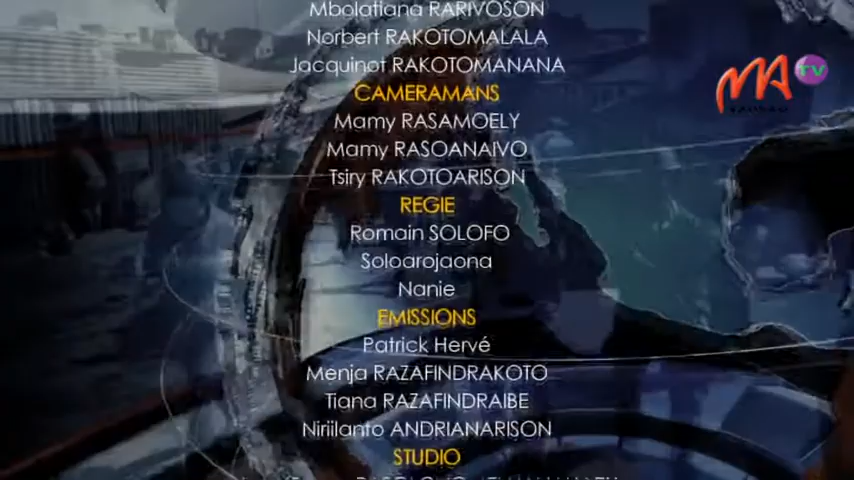 Mbolatiana RARIVOSON
Norbert RAKOTOMALALA
Jacquinot RAKOTOMANANA
CAMERAMANS
Mamy RASAMOELY
Mamy RASOANAIVO
Tsiry RAKOTOARISON
REGIE
Romain SOLOFO
Soloarojaona
Nanie
EMISSIONS
Patrick Hervé
Menja RAZAFINDRAKOTO
Tiana RAZAFINDRAIBE
Niriilanto ANDRIANARISON
STUDIO
MA TV